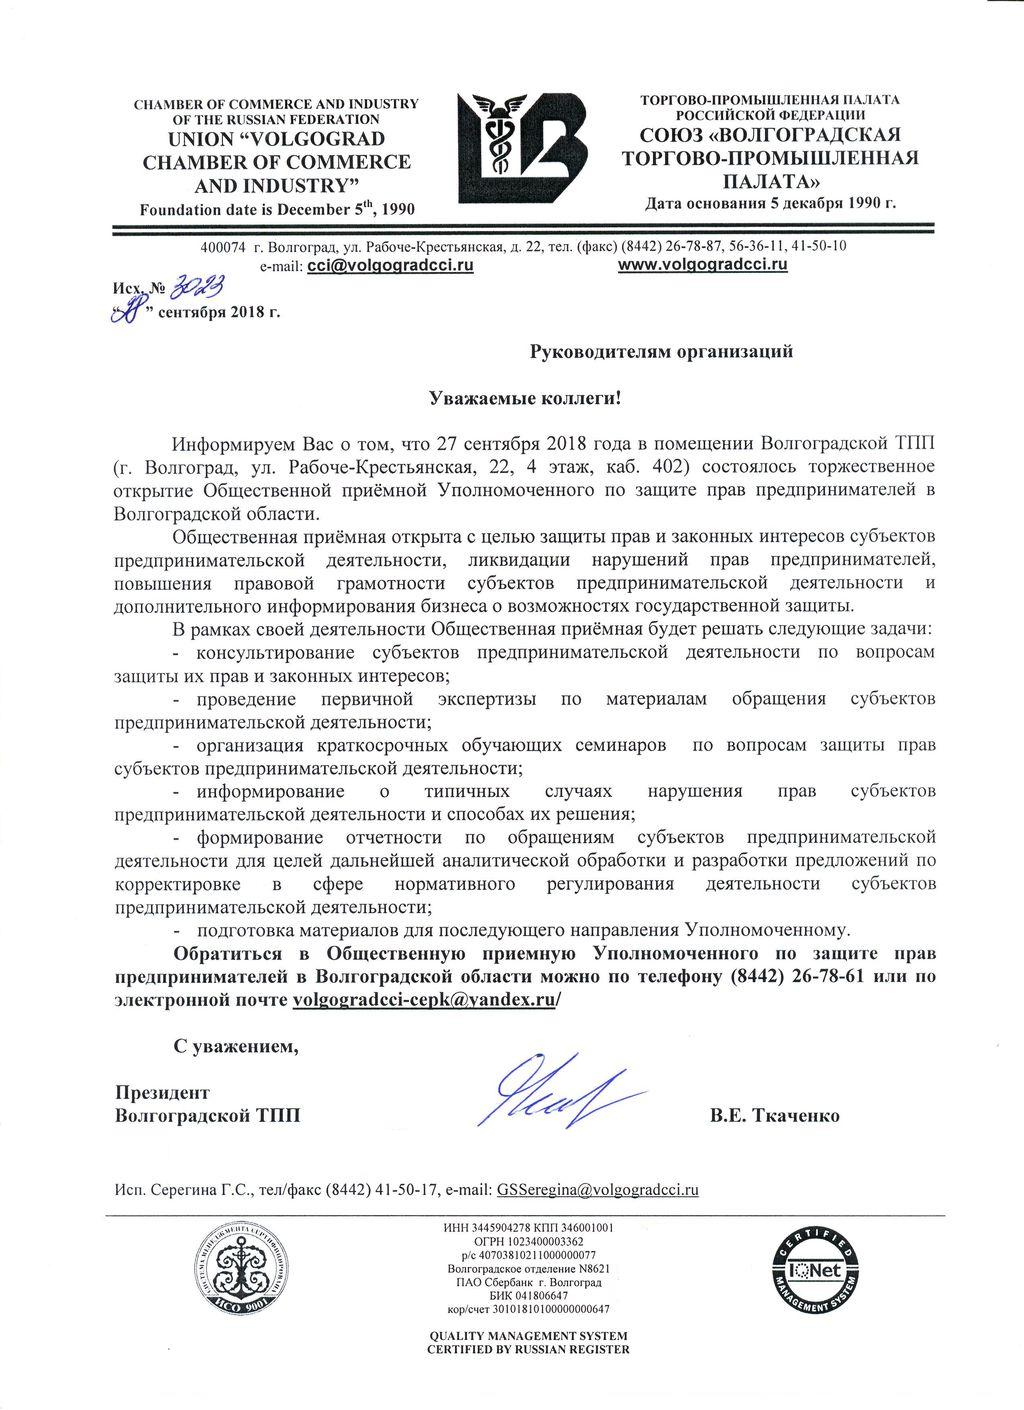 CHAMBER OF COMMERCE AND INDUSTRY
OF THE RUSSIAN FEDERATION
UNION “VOLGOGRAD
CHAMBER OF COMMERCE
AND INDUSTRY”
Foundation date is December 5th, 1990
ТОРГОВО-ПРОМЫШЛЕННАЯ ПАЛАТА
РОССИЙСКОЙ ФЕДЕРАЦИИ
СОЮЗ «ВОЛГОГРАДСКАЯ
ТОРГОВО-ПРОМЫШЛЕННАЯ
ПАЛАТА»
Дата основания 5 декабря 1990 г.
400074 г. Волгоград, ул. Рабоче-Крестьянская, д. 22, тел. (факс) (8442) 26-78-87, 56-36-11, 41-50-10
e-mail: cci@volgogradcci.ru www.volgogradcci.ru
Исх. № 3023
“28” сентября 2018 г.
Руководителям организаций
Уважаемые коллеги!
Информируем Вас о том, что 27 сентября 2018 года в помещении Волгоградской ТПП
(г. Волгоград, ул. Рабоче-Крестьянская, 22, 4 этаж, каб. 402) состоялось торжественное
открытие Общественной приёмной Уполномоченного по защите прав предпринимателей в
Волгоградской области.
Общественная приёмная открыта с целью защиты прав и законных интересов субъектов
предпринимательской деятельности, ликвидации нарушений прав предпринимателей,
повышения правовой грамотности субъектов предпринимательской деятельности и
дополнительного информирования бизнеса о возможностях государственной защиты.
В рамках своей деятельности Общественная приёмная будет решать следующие задачи:
- консультирование субъектов предпринимательской деятельности по вопросам
защиты их прав и законных интересов;
- проведение первичной экспертизы по материалам обращения субъектов
предпринимательской деятельности;
- организация краткосрочных обучающих семинаров по вопросам защиты прав
субъектов предпринимательской деятельности;
- информирование о типичных случаях нарушения прав субъектов
предпринимательской деятельности и способах их решения;
- формирование отчетности по обращениям субъектов предпринимательской
деятельности для целей дальнейшей аналитической обработки и разработки предложений по
корректировке в сфере нормативного регулирования деятельности субъектов
предпринимательской деятельности;
- подготовка материалов для последующего направления Уполномоченному.
Обратиться в Общественную приемную Уполномоченного по защите прав
предпринимателей в Волгоградской области можно по телефону (8442) 26-78-61 или по
электронной почте volgogradcci-cepk@yandex.ru/
С уважением,
Президент
Волгоградской ТПП В.Е. Ткаченко
Исп. Серегина Г.С., тел/факс (8442) 41-50-17, e-mail: GSSeregina@volgogradcci.ru
СИСТЕМА МЕНЕДЖМЕНТА СЕРТИФИЦИРОВАНА
ИСО 9001
ИНН 3445904278 КПП 346001001
ОГРН 1023400003362
р/с 40703810211000000077
Волгоградское отделение N8621
ПАО Сбербанк г. Волгоград
БИК 041806647
кор/счет 30101810100000000647
QUALITY MANAGEMENT SYSTEM
CERTIFIED BY RUSSIAN REGISTER
CERTIFIED
IQNet
MANAGEMENT SYSTEM